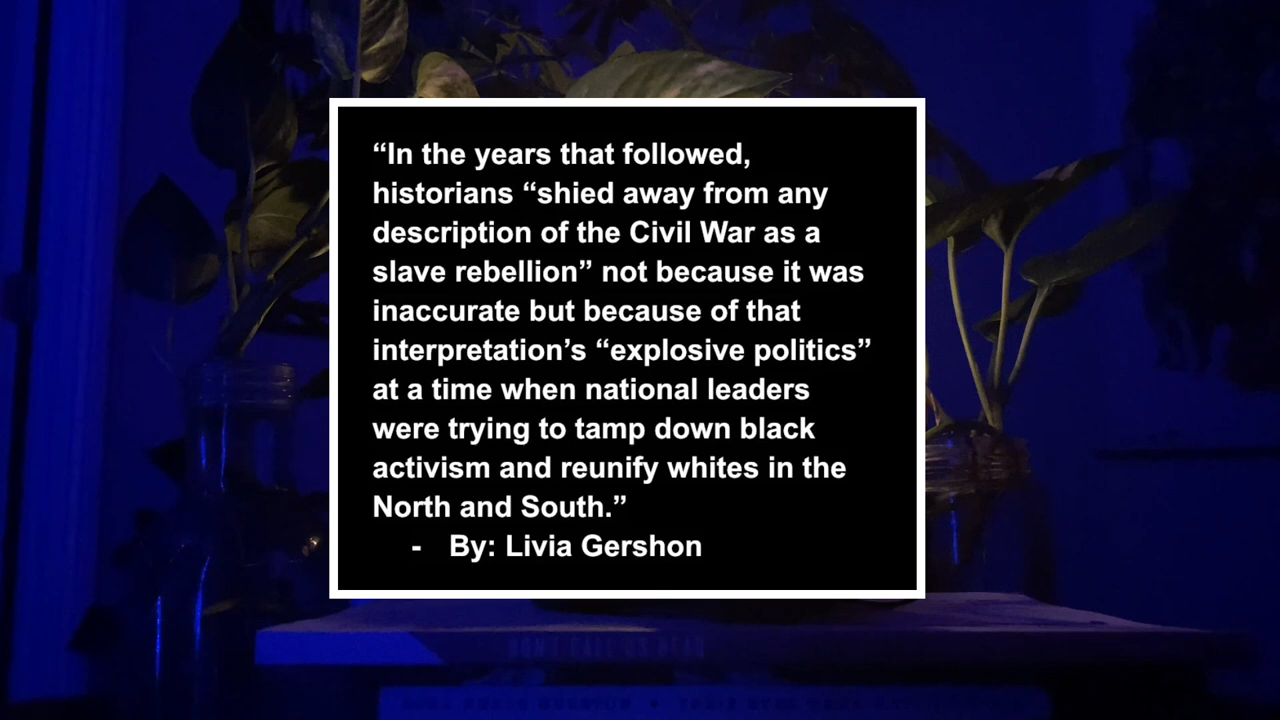 “In the years that followed,
historians “shied away from any
description of the Civil War as a
slave rebellion” not because it was
inaccurate but because of that
interpretation’s “explosive politics”
at a time when national leaders
were trying to tamp down black
activism and reunify whites in the
North and South.”
- By: Livia Gershon